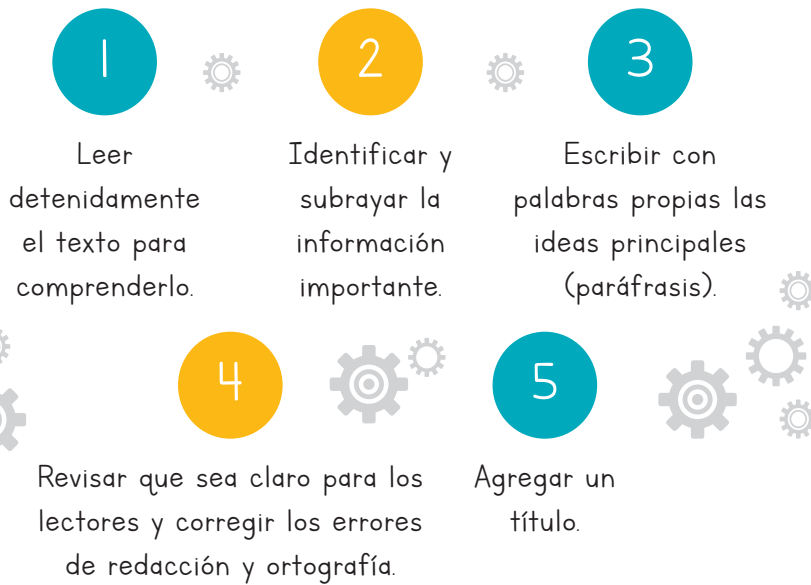 1
Leer
detenidamente
el texto para
comprenderlo.
2
Identificar y
subrayar la
información
importante.
3
Escribir con
palabras propias las
ideas principales
(paráfrasis).
4
Revisar que sea claro para los
lectores y corregir los errores
de redacción y ortografía.
5
Agregar un
título.